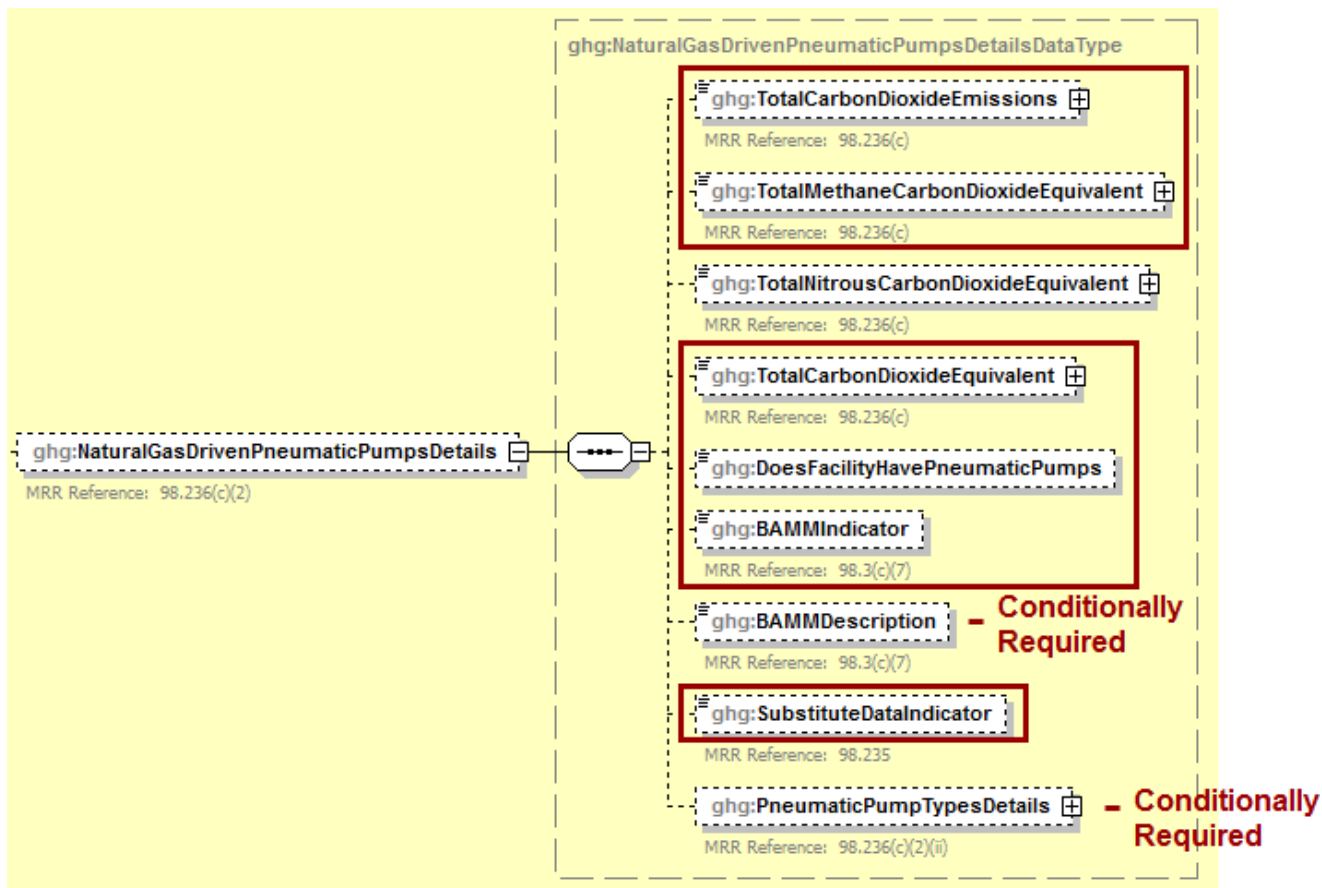 ghg:NaturalGasDrivenPneumaticPumpsDetailsDataType
ghg:TotalCarbonDioxideEmissions
MRR Reference: 98.236(c)
ghg:TotalMethaneCarbonDioxideEquivalent
MRR Reference: 98.236(c)
ghg:TotalNitrousCarbonDioxideEquivalent
MRR Reference: 98.236(c)
ghg:TotalCarbonDioxideEquivalent
MRR Reference: 98.236(c)
ghg:NaturalGasDrivenPneumaticPumpsDetails
MRR Reference: 98.236(c)(2)
ghg:DoesFacilityHavePneumaticPumps
ghg:BAMMIndicator
MRR Reference: 98.3(c)(7)
ghg:BAMMDescription
MRR Reference: 98.3(c)(7)
- Conditionally
Required
ghg:SubstituteDataIndicator
MRR Reference: 98.235
ghg:PneumaticPumpTypesDetails
MRR Reference: 98.236(c)(2)(ii)
- Conditionally
Required